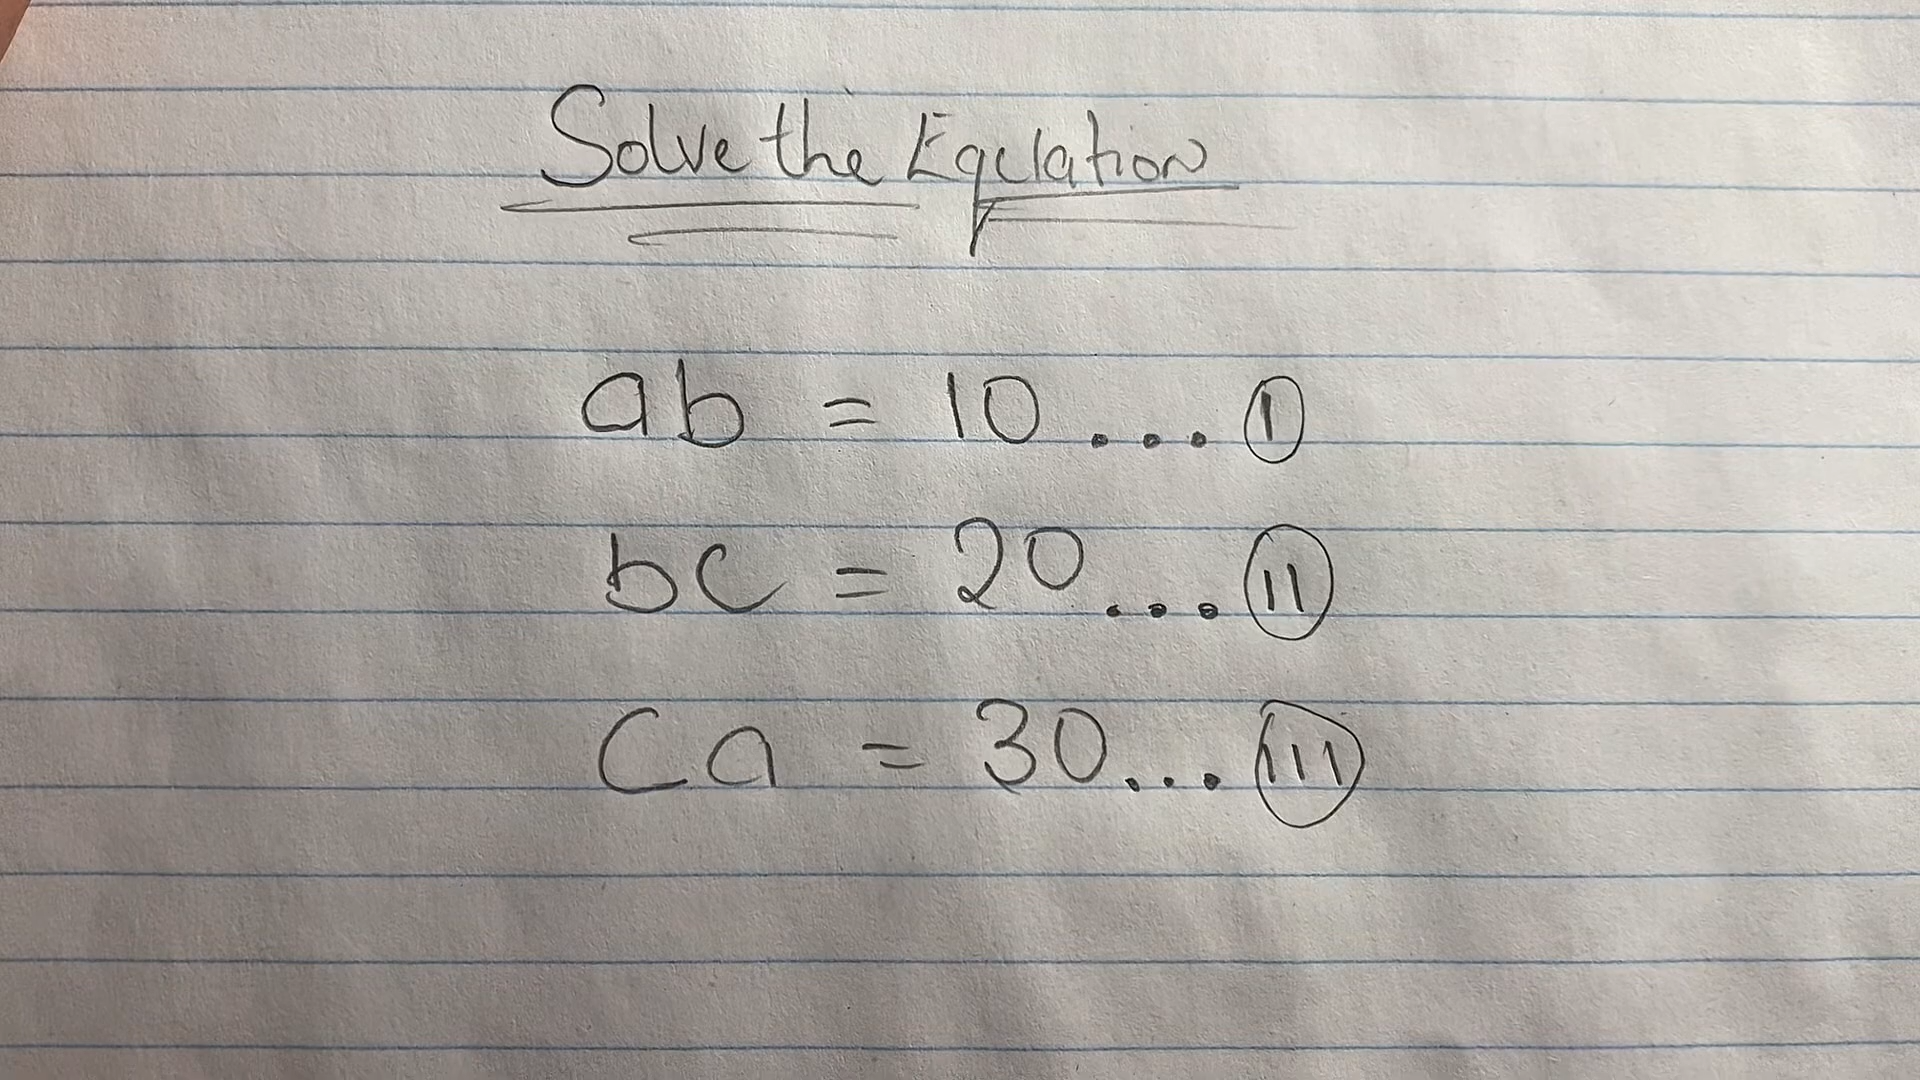 Solve the Equation
ab = 10 ... I
bc = 20 ... II
ca = 30 ... III